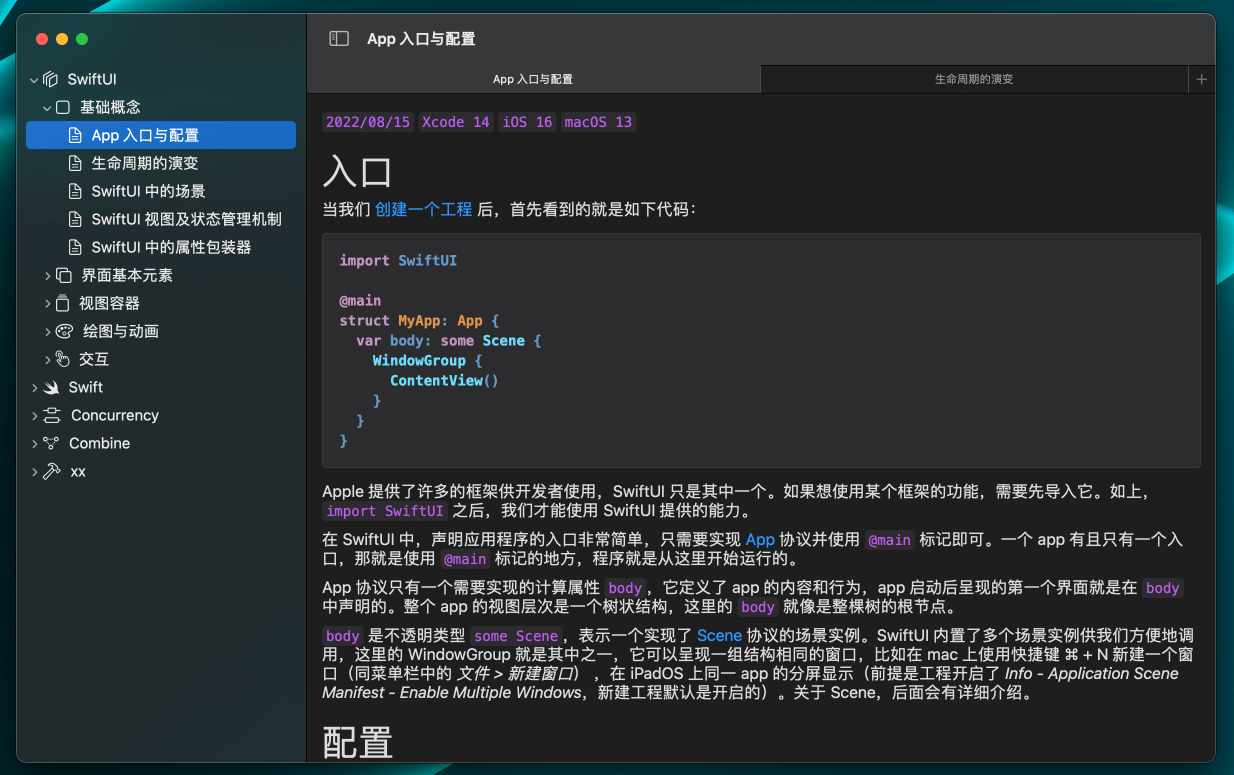 App 入口与配置
SwiftUI
基础概念
App 入口与配置
生命周期的演变
SwiftUI 中的场景
SwiftUI 视图及状态管理机制
SwiftUI 中的属性包装器
界面基本元素
视图容器
绘图与动画
交互
Swift
Concurrency
Combine
xx
App 入口与配置
生命周期的演变
2022/08/15 Xcode 14 iOS 16 macOS 13
入口
当我们 创建一个工程 后，首先看到的就是如下代码：
import SwiftUI
@main
struct MyApp: App {
  var body: some Scene {
    WindowGroup {
      ContentView()
    }
  }
}
Apple 提供了许多的框架供开发者使用，SwiftUI 只是其中一个。如果想使用某个框架的功能，需要先导入它。如上，
import SwiftUI 之后，我们才能使用 SwiftUI 提供的能力。
在 SwiftUI 中，声明应用程序的入口非常简单，只需要实现 App 协议并使用 @main 标记即可。一个 app 有且只有一个入
口，那就是使用 @main 标记的地方，程序就是从这里开始运行的。
App 协议只有一个需要实现的计算属性 body，它定义了 app 的内容和行为，app 启动后呈现的第一个界面就是在 body
中声明的。整个 app 的视图层次是一个树状结构，这里的 body 就像是整棵树的根节点。
body 是不透明类型 some Scene，表示一个实现了 Scene 协议的场景实例。SwiftUI 内置了多个场景实例供我们方便地调
用，这里的 WindowGroup 就是其中之一，它可以呈现一组结构相同的窗口，比如在 mac 上使用快捷键 ⌘ + N 新建一个窗
口（同菜单栏中的 文件 > 新建窗口），在 iPadOS 上同一 app 的分屏显示（前提是工程开启了 Info - Application Scene
Manifest - Enable Multiple Windows，新建工程默认是开启的）。关于 Scene，后面会有详细介绍。
配置